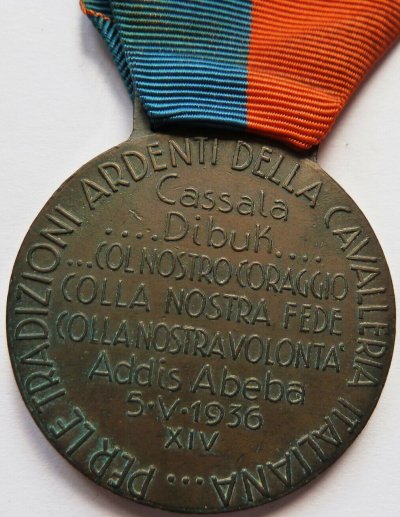 ...PER LE TRADIZIONI ARDENTI DELLA CAVALLERIA ITALIANA...
Cassala
....Dibuk....
...COL NOSTRO CORAGGIO
COLLA NOSTRA FEDE
COLLA NOSTRA VOLONTA'
Addis Abeba
5·V·1936
XIV